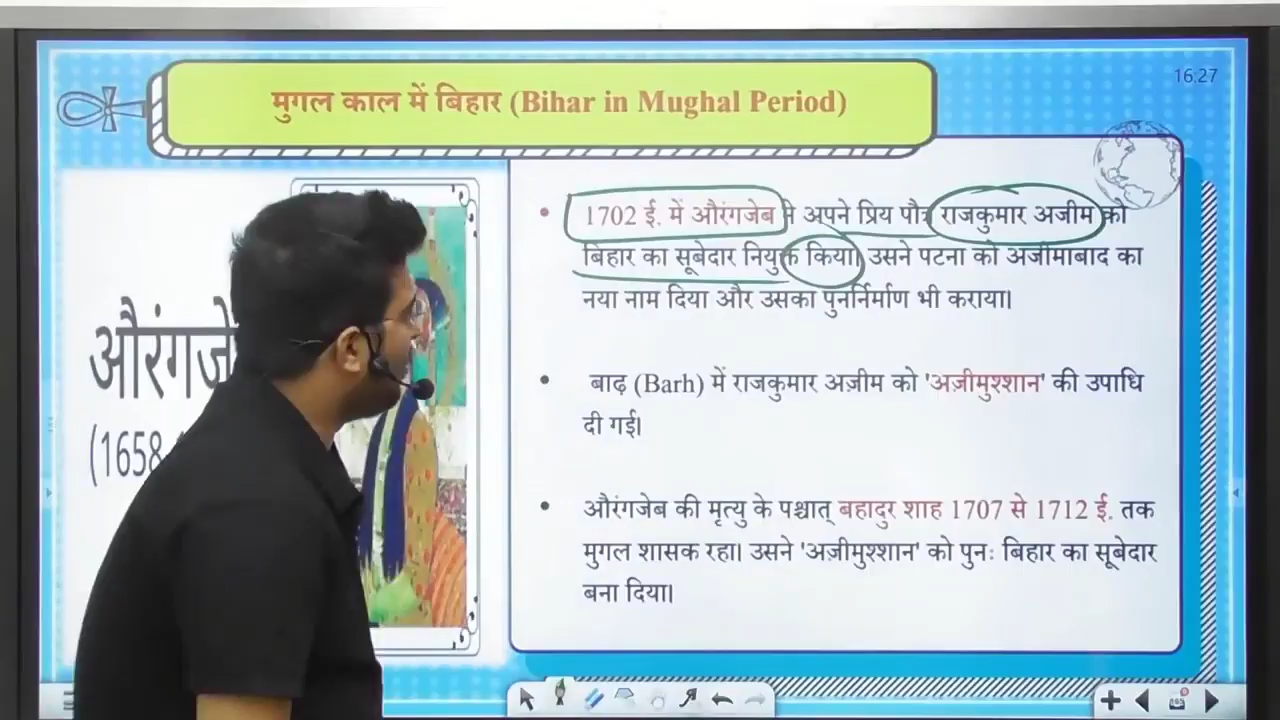 16:27
मुगल काल में बिहार (Bihar in Mughal Period)
1702 ई. में औरंगजेब ने अपने प्रिय पौत्र राजकुमार अजीम को
बिहार का सूबेदार नियुक्त किया। उसने पटना को अजीमाबाद का
नया नाम दिया और उसका पुनर्निर्माण भी कराया।
बाढ़ (Barh) में राजकुमार अज़ीम को 'अज़ीमुश्शान' की उपाधि
दी गई।
औरंगजेब की मृत्यु के पश्चात् बहादुर शाह 1707 से 1712 ई. तक
मुगल शासक रहा। उसने 'अज़ीमुश्शान' को पुनः बिहार का सूबेदार
बना दिया।
औरंगजे
(1658